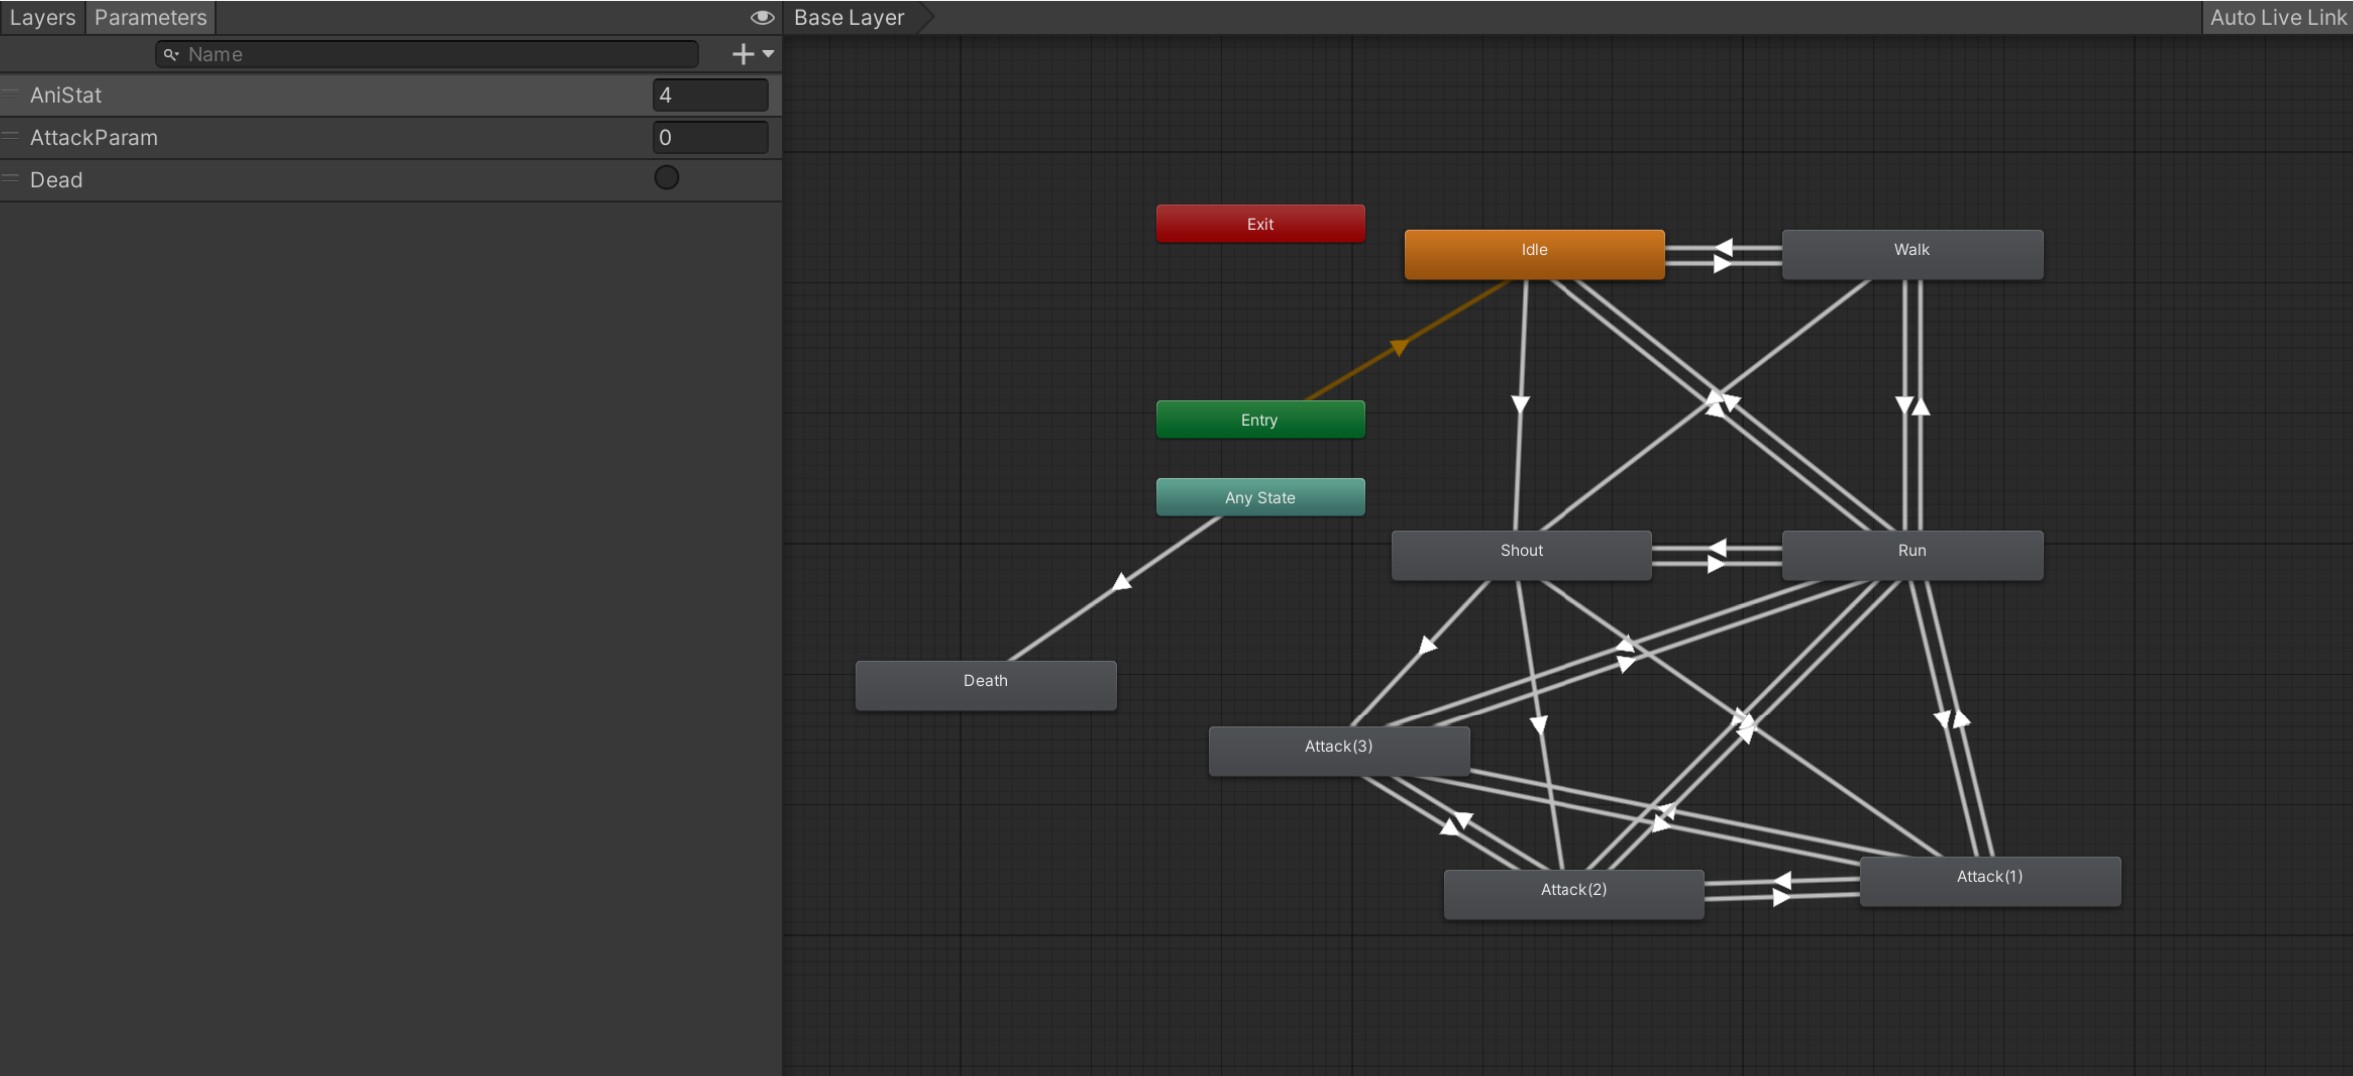 Layers Parameters
Base Layer
Auto Live Link
Name
AniStat 4
AttackParam 0
Dead
Exit
Idle
Walk
Entry
Any State
Shout
Run
Death
Attack(3)
Attack(2)
Attack(1)